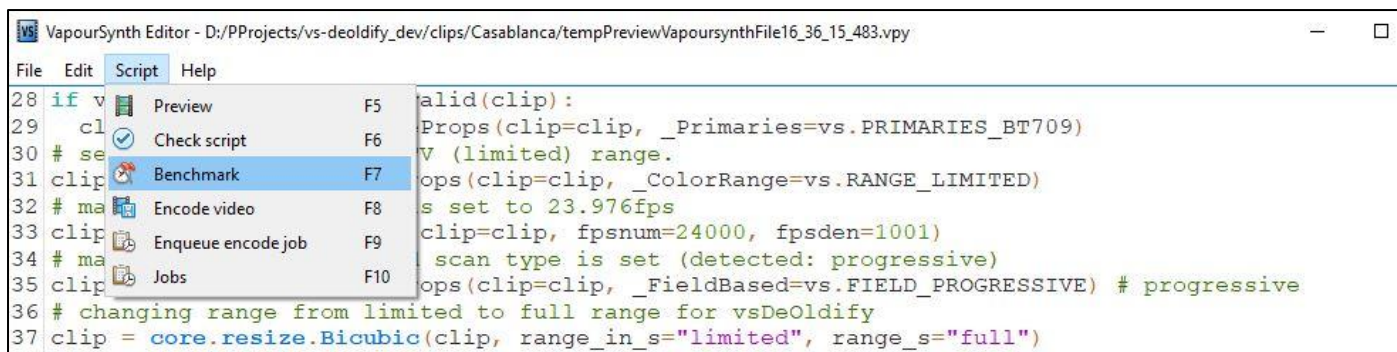 VS VapourSynth Editor - D:/PProjects/vs-deoldify_dev/clips/Casablanca/tempPreviewVapoursynthFile16_36_15_483.vpy
File Edit Script Help
28 if v Preview F5 alid(clip):
29 cl Props(clip=clip, _Primaries=vs.PRIMARIES_BT709)
Check script F6
30 # se V (limited) range.
31 clip Benchmark F7 ops(clip=clip, _ColorRange=vs.RANGE_LIMITED)
32 # ma Encode video F8 s set to 23.976fps
33 clip clip=clip, fpsnum=24000, fpsden=1001)
Enqueue encode job F9
34 # ma scan type is set (detected: progressive)
35 clip Jobs F10 ops(clip=clip, _FieldBased=vs.FIELD_PROGRESSIVE) # progressive
36 # changing range from limited to full range for vsDeOldify
37 clip = core.resize.Bicubic(clip, range_in_s="limited", range_s="full")